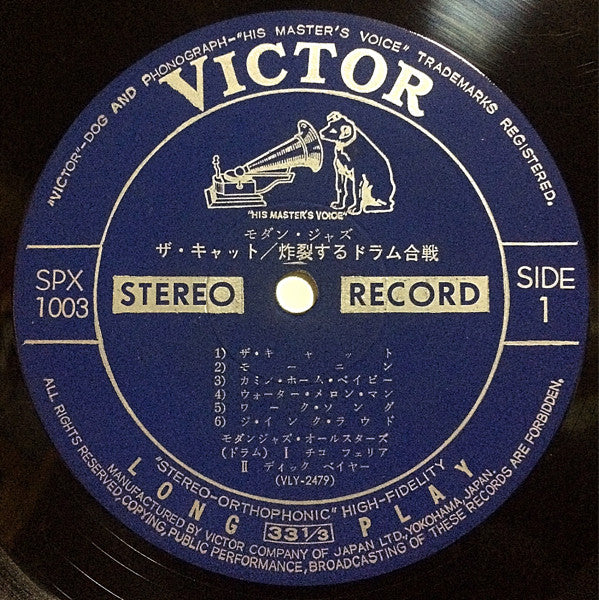 "VICTOR"–DOG AND PHONOGRAPH–"HIS MASTER'S VOICE" TRADEMARKS REGISTERED.
VICTOR
"HIS MASTER'S VOICE"
モダン・ジャズ
ザ・キャット/炸裂するドラム合戦
SPX
1003
STEREO
RECORD
SIDE
1
1) ザ・キャット
2) モーニン
3) カミン・ホーム・ベイビー
4) ウォーター・メロン・マン
5) ワーク・ソング
6) ジ・インク・ラウド
モダンジャズ・オールスターズ
(ドラム) Ⅰ チコ フェリア
Ⅱ ディック ベイヤー
(VLY-2479)
"STEREO-ORTHOPHONIC" HIGH-FIDELITY
LONG PLAY
33 1/3
MANUFACTURED BY VICTOR COMPANY OF JAPAN LTD, YOKOHAMA, JAPAN.
ALL RIGHTS RESERVED, COPYING, PUBLIC PERFORMANCE, BROADCASTING OF THESE RECORDS ARE FORBIDDEN.